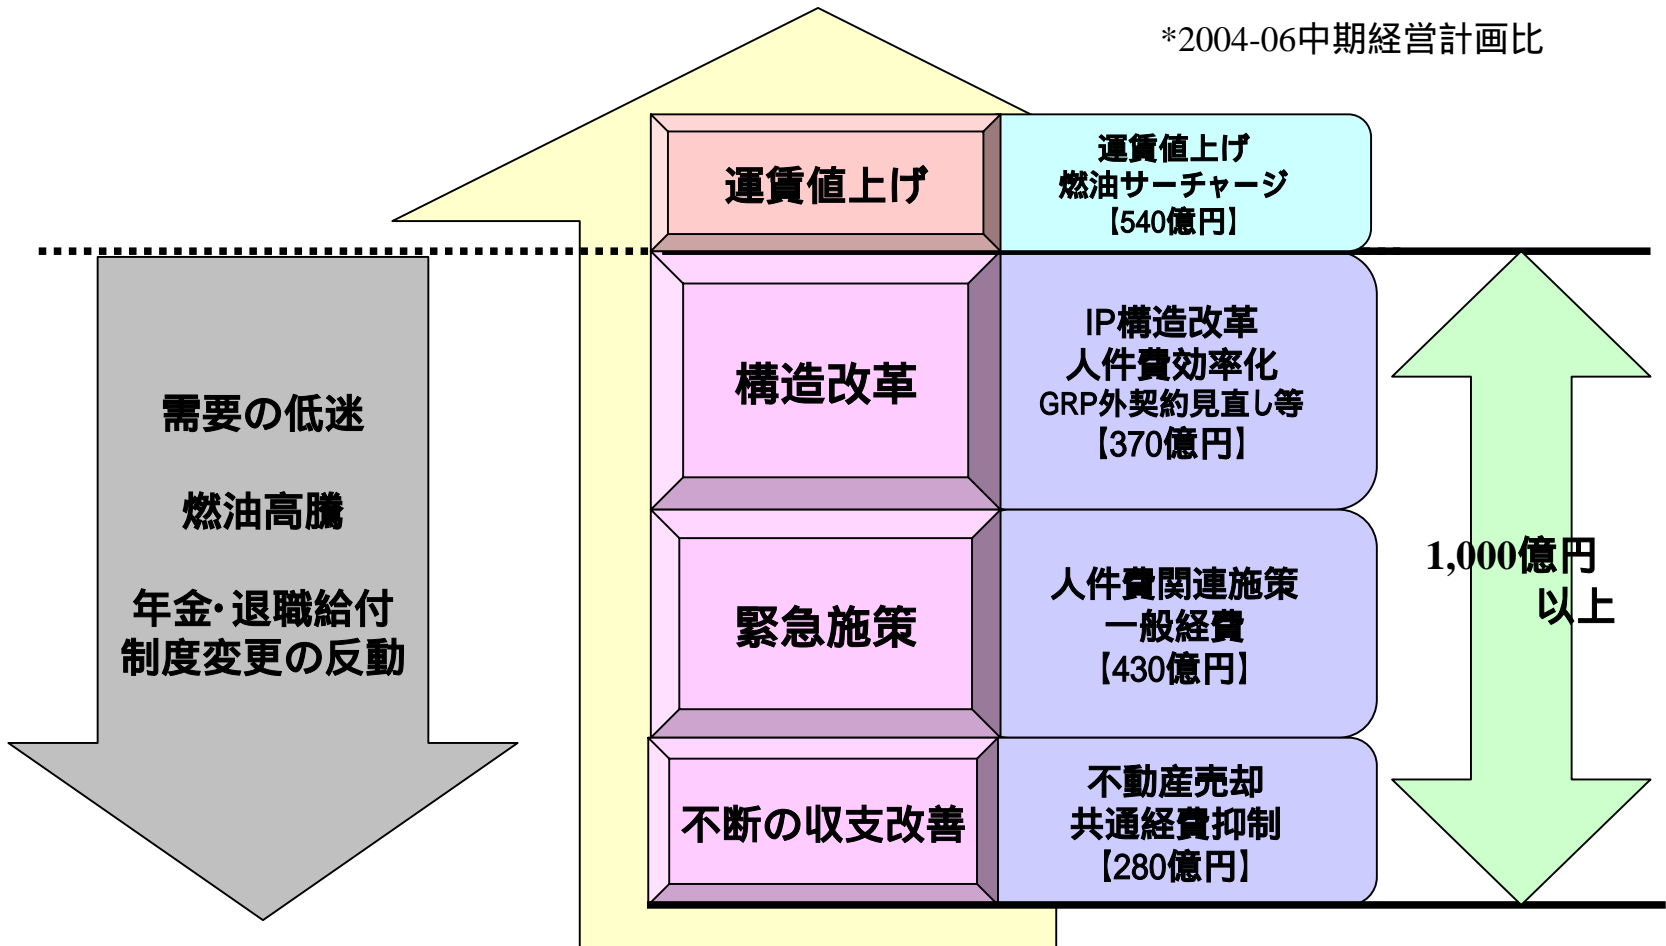 *2004-06中期経営計画比
運賃値上げ
運賃値上げ
燃油サーチャージ
【540億円】
構造改革
IP構造改革
人件費効率化
GRP外契約見直し等
【370億円】
需要の低迷
燃油高騰
年金・退職給付
制度変更の反動
緊急施策
人件費関連施策
一般経費
【430億円】
1,000億円
以上
不断の収支改善
不動産売却
共通経費抑制
【280億円】